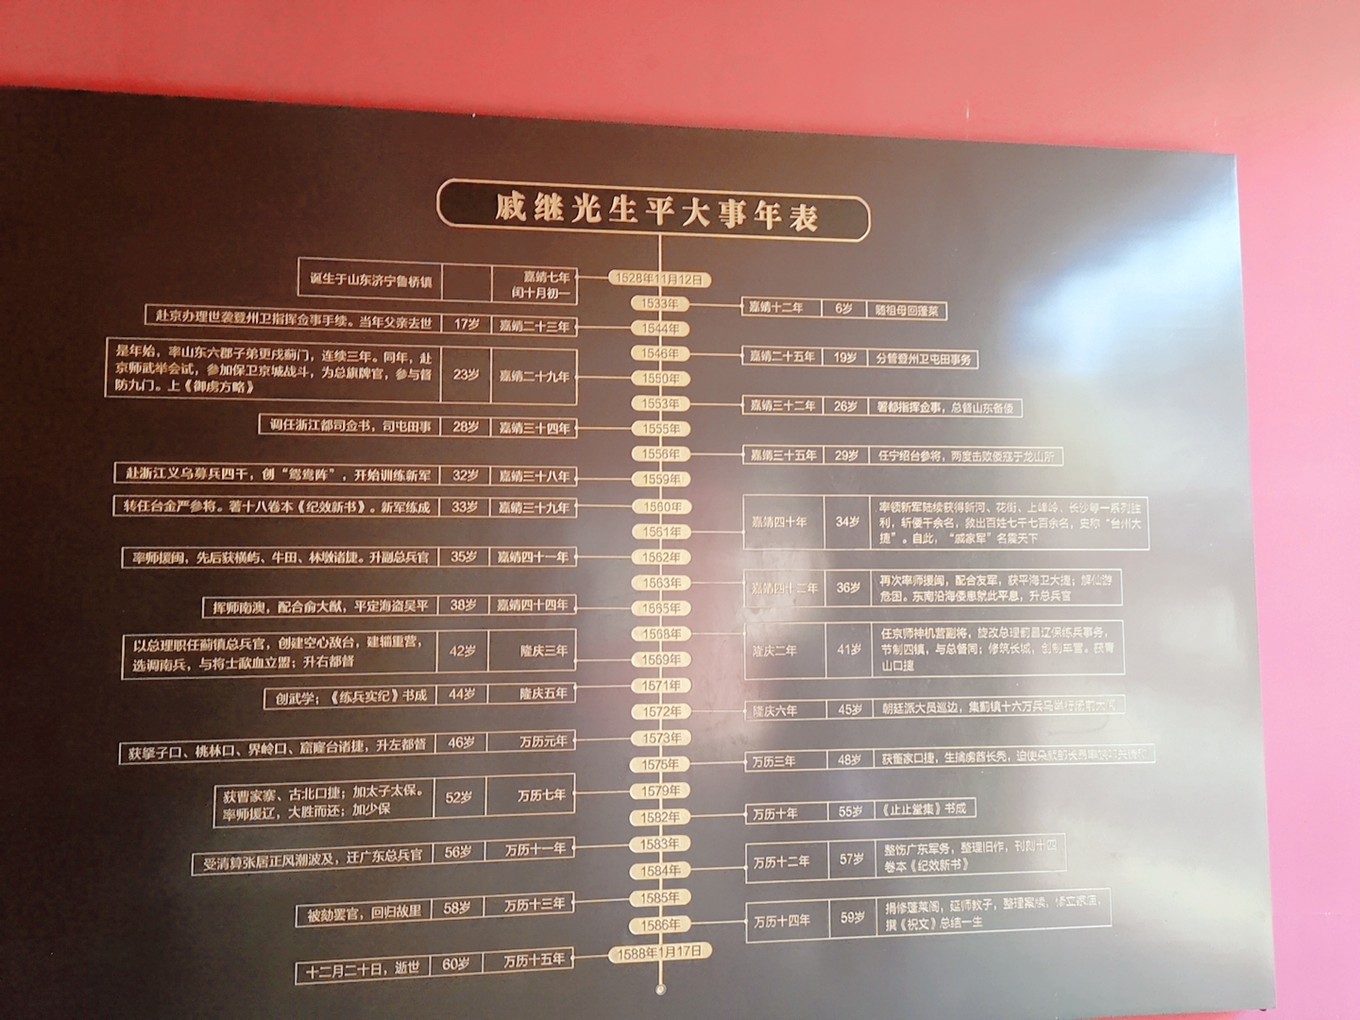 戚继光生平大事年表
诞生于山东济宁鲁桥镇 嘉靖七年
闰十月初一
1528年11月12日
1533年
嘉靖十二年 6岁 随祖母回蓬莱
赴京办理世袭登州卫指挥佥事手续。当年父亲去世 17岁 嘉靖二十三年
1544年
1546年
嘉靖二十五年 19岁 分管登州卫屯田事务
是年始，率山东六郡子弟更戍蓟门，连续三年。同年，赴
京师武举会试，参加保卫京城战斗，为总旗牌官，参与督
防九门。上《御虏方略》
23岁 嘉靖二十九年
1550年
1553年
嘉靖三十二年 26岁 署都指挥佥事，总督山东备倭
调任浙江都司佥书，司屯田事 28岁 嘉靖三十四年
1555年
1556年
嘉靖三十五年 29岁 任宁绍台参将，两度击败倭寇于龙山所
赴浙江义乌募兵四千，创“鸳鸯阵”，开始训练新军 32岁 嘉靖三十八年
1559年
转任台金严参将。著十八卷本《纪效新书》。新军练成 33岁 嘉靖三十九年
1560年
1561年
嘉靖四十年 34岁
率领新军陆续获得新河、花街、上峰岭、长沙等一系列胜
利，斩倭千余名，救出百姓七千七百余名，史称“台州大
捷”。自此，“戚家军”名震天下
率师援闽，先后获横屿、牛田、林墩诸捷。升副总兵官 35岁 嘉靖四十一年
1562年
1563年
嘉靖四十二年 36岁
再次率师援闽，配合友军，获平海卫大捷；解仙游
危困。东南沿海倭患就此平息，升总兵官
挥师南澳，配合俞大猷，平定海盗吴平 38岁 嘉靖四十四年
1565年
1568年
隆庆二年 41岁
任京师神机营副将，旋改总理蓟昌辽保练兵事务，
节制四镇，与总督同；修筑长城，创制车营。获青
山口捷
以总理职任蓟镇总兵官，创建空心敌台，建辎重营，
选调南兵，与将士歃血立盟；升右都督
42岁 隆庆三年
1569年
创武学；《练兵实纪》书成 44岁 隆庆五年
1571年
1572年
隆庆六年 45岁 朝廷派大员巡边，集蓟镇十六万兵马举行
获拏子口、桃林口、界岭口、窟窿台诸捷，升左都督 46岁 万历元年
1573年
1575年
万历三年 48岁 获董家口捷，生擒虏酋长秃，迫使朵颜
获曹家寨、古北口捷；加太子太保。
率师援辽，大胜而还；加少保
52岁 万历七年
1579年
1582年
万历十年 55岁 《止止堂集》书成
受清算张居正风潮波及，迁广东总兵官 56岁 万历十一年
1583年
1584年
万历十二年 57岁
整饬广东军务，整理旧作，刊刻十四
卷本《纪效新书》
被劾罢官，回归故里 58岁 万历十三年
1585年
1586年
万历十四年 59岁
捐修蓬莱阁，延师教子，整理案牍，修立家庙，
撰《祝文》总结一生
十二月二十日，逝世 60岁 万历十五年
1588年1月17日